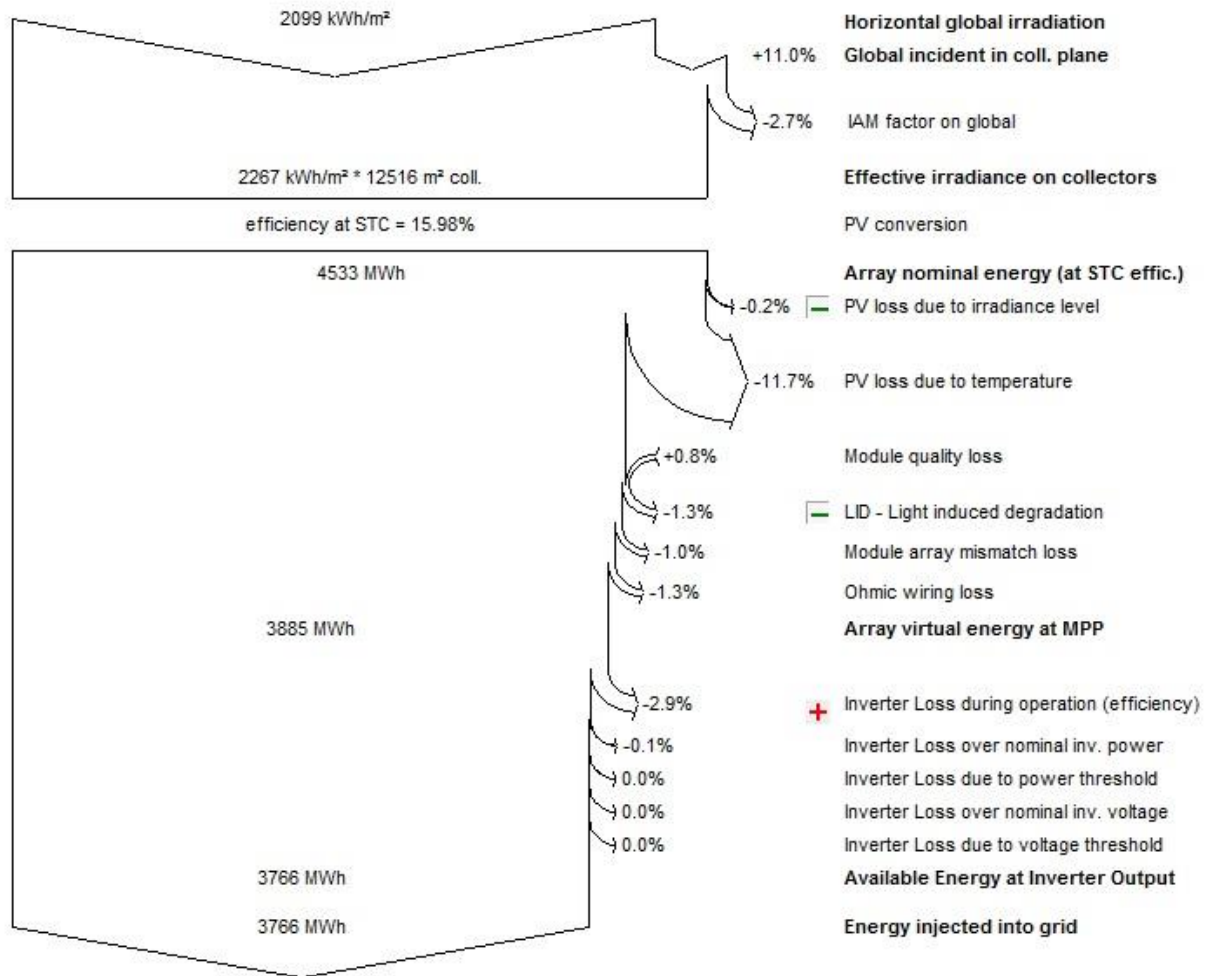 2099 kWh/m² Horizontal global irradiation
+11.0% Global incident in coll. plane
-2.7% IAM factor on global
2267 kWh/m² * 12516 m² coll. Effective irradiance on collectors
efficiency at STC = 15.98% PV conversion
4533 MWh Array nominal energy (at STC effic.)
-0.2% PV loss due to irradiance level
-11.7% PV loss due to temperature
+0.8% Module quality loss
-1.3% LID - Light induced degradation
-1.0% Module array mismatch loss
-1.3% Ohmic wiring loss
3885 MWh Array virtual energy at MPP
-2.9% Inverter Loss during operation (efficiency)
-0.1% Inverter Loss over nominal inv. power
0.0% Inverter Loss due to power threshold
0.0% Inverter Loss over nominal inv. voltage
0.0% Inverter Loss due to voltage threshold
3766 MWh Available Energy at Inverter Output
3766 MWh Energy injected into grid